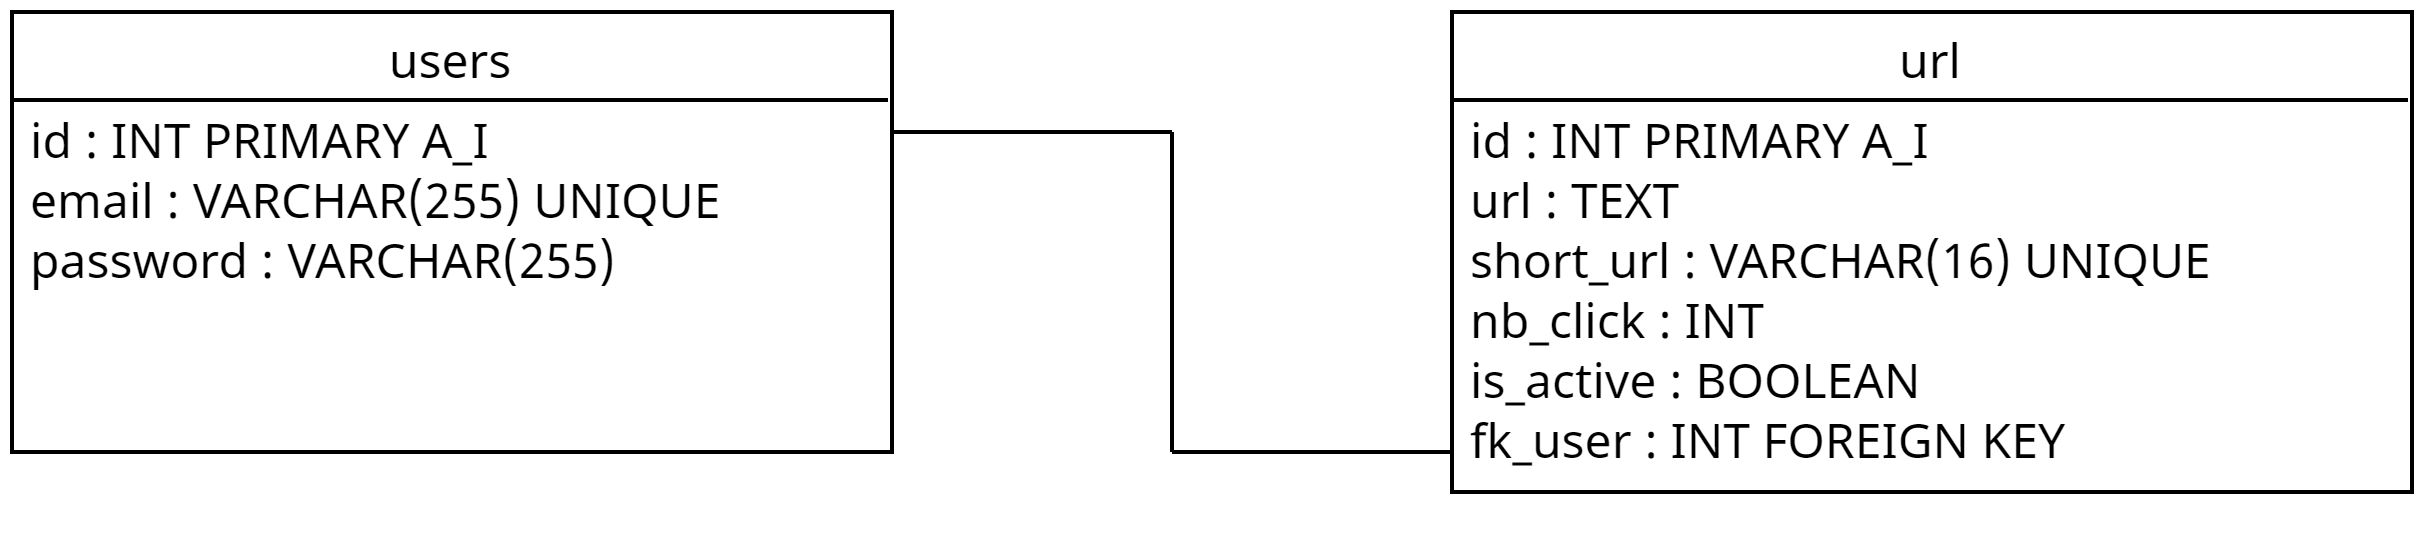 users
id : INT PRIMARY A_I
email : VARCHAR(255) UNIQUE
password : VARCHAR(255)
url
id : INT PRIMARY A_I
url : TEXT
short_url : VARCHAR(16) UNIQUE
nb_click : INT
is_active : BOOLEAN
fk_user : INT FOREIGN KEY